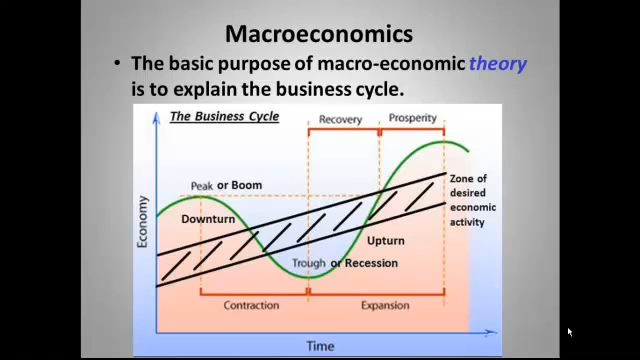 Macroeconomics
• The basic purpose of macro-economic theory
is to explain the business cycle.
The Business Cycle
Recovery
Prosperity
Peak or Boom
Zone of
desired
economic
activity
Downturn
Economy
Upturn
Trough or Recession
Contraction
Expansion
Time